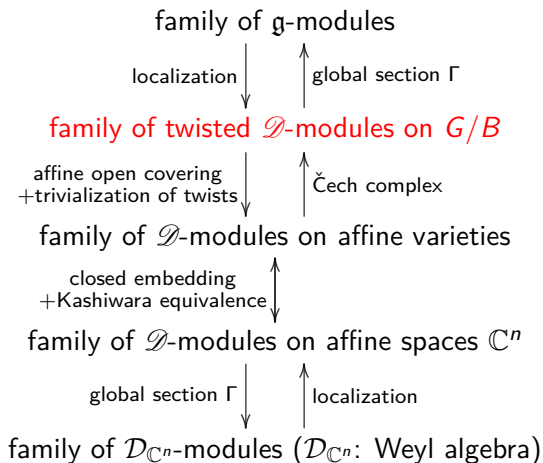 family of 𝔤-modules
localization
global section Γ
family of twisted 𝒟-modules on G/B
affine open covering
+trivialization of twists
Čech complex
family of 𝒟-modules on affine varieties
closed embedding
+Kashiwara equivalence
family of 𝒟-modules on affine spaces ℂⁿ
global section Γ
localization
family of 𝒟_ℂⁿ-modules (𝒟_ℂⁿ: Weyl algebra)